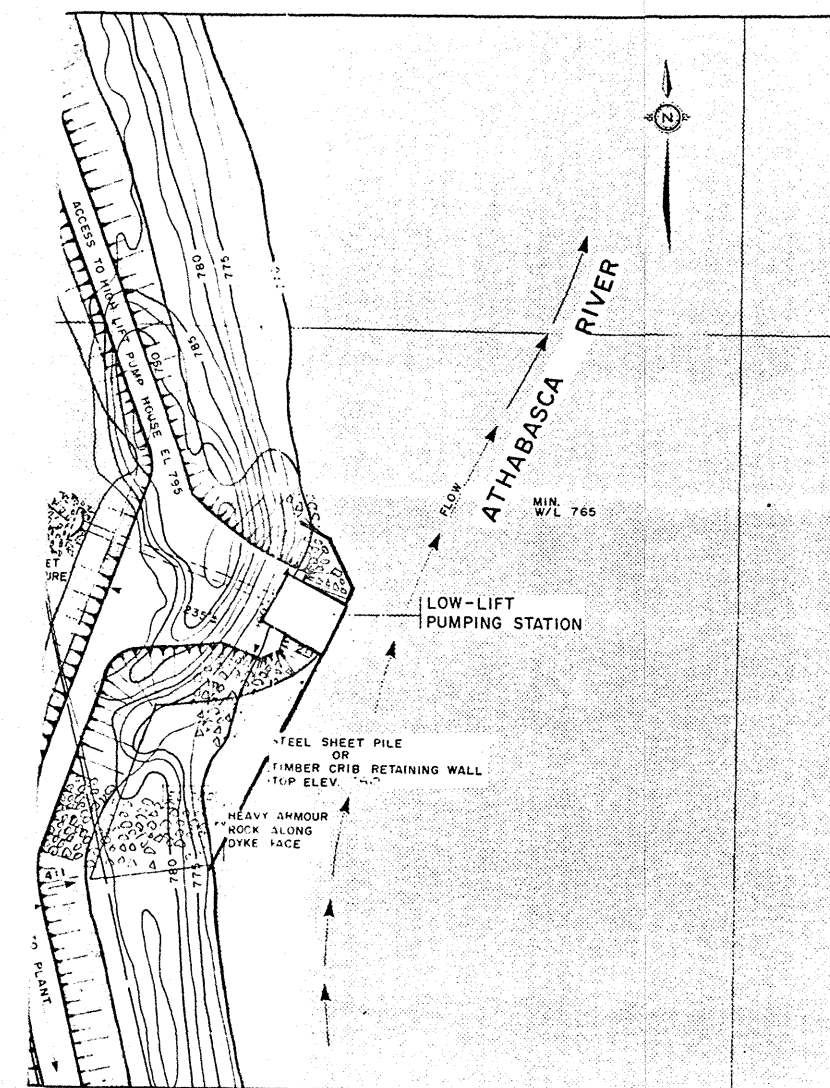 N
775
780
785
ACCESS TO HIGH LIFT PUMP HOUSE EL 795
ATHABASCA RIVER
FLOW
MIN.
W/L 765
LOW-LIFT
PUMPING STATION
STEEL SHEET PILE
OR
TIMBER CRIB RETAINING WALL
TOP ELEV.
HEAVY ARMOUR
ROCK ALONG
DYKE FACE
775
780
PLANT